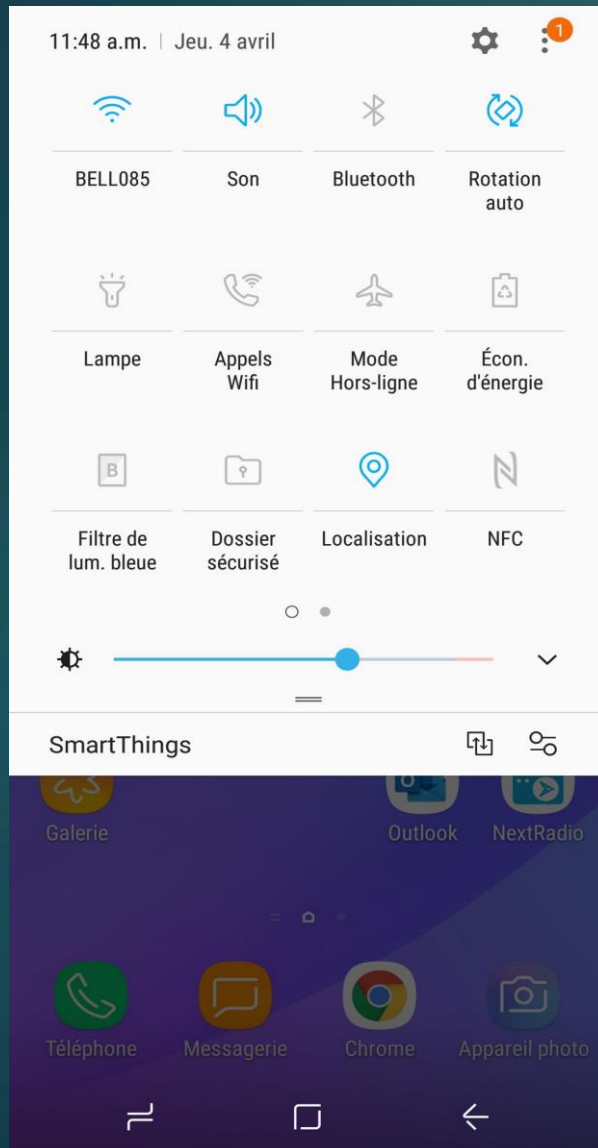 11:48 a.m. | Jeu. 4 avril
1
BELL085
Son
Bluetooth
Rotation
auto
Lampe
Appels
Wifi
Mode
Hors-ligne
Écon.
d'énergie
B
Filtre de
lum. bleue
Dossier
sécurisé
Localisation
NFC
SmartThings
Galerie
Outlook
NextRadio
Téléphone
Messagerie
Chrome
Appareil photo